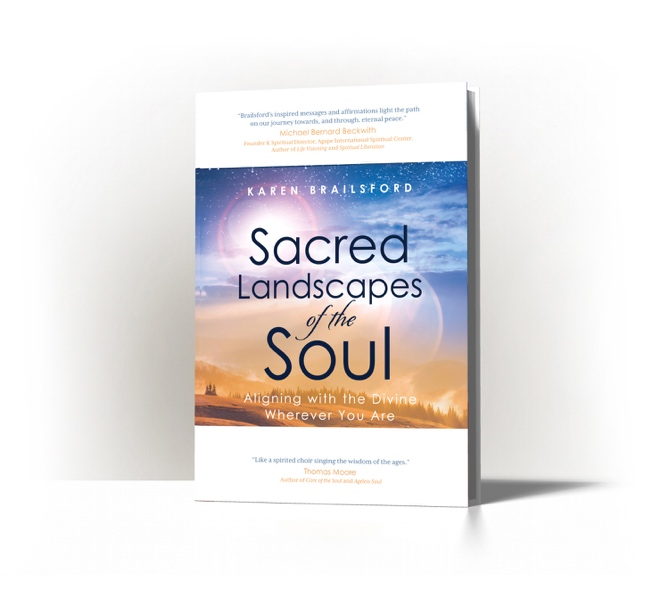 "Brailsford's inspired messages and affirmations light the path
on our journey towards, and through, eternal peace."
Michael Bernard Beckwith
Founder & Spiritual Director, Agape International Spiritual Center
Author of Life Visioning and Spiritual Liberation
KAREN BRAILSFORD
Sacred
Landscapes
of the
Soul
Aligning with the Divine
Wherever You Are
"Like a spirited choir singing the wisdom of the ages."
Thomas Moore
Author of Care of the Soul and Ageless Soul